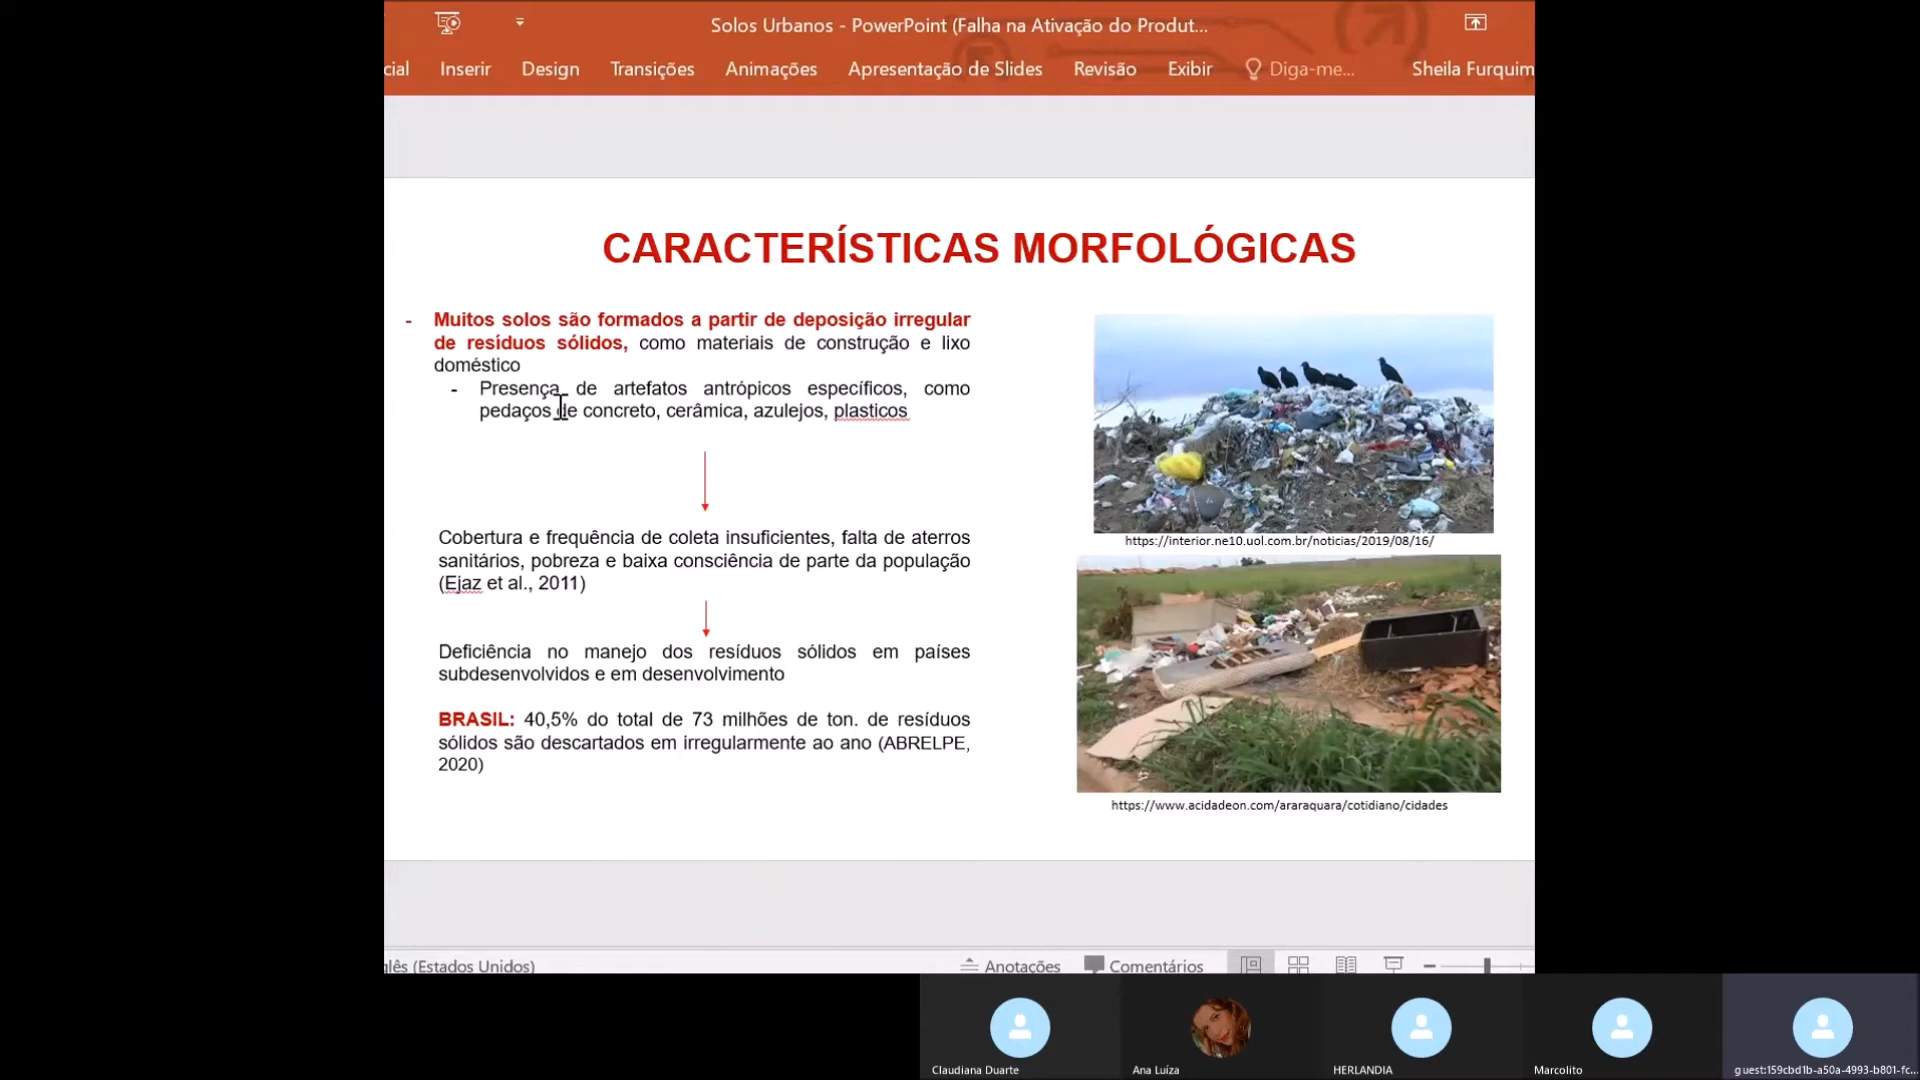 Solos Urbanos - PowerPoint (Falha na Ativação do Produt...
cial Inserir Design Transições Animações Apresentação de Slides Revisão Exibir Diga-me... Sheila Furquim
CARACTERÍSTICAS MORFOLÓGICAS
- Muitos solos são formados a partir de deposição irregular
de resíduos sólidos, como materiais de construção e lixo
doméstico
- Presença de artefatos antrópicos específicos, como
pedaços de concreto, cerâmica, azulejos, plasticos
Cobertura e frequência de coleta insuficientes, falta de aterros
sanitários, pobreza e baixa consciência de parte da população
(Ejaz et al., 2011)
Deficiência no manejo dos resíduos sólidos em países
subdesenvolvidos e em desenvolvimento
BRASIL: 40,5% do total de 73 milhões de ton. de resíduos
sólidos são descartados em irregularmente ao ano (ABRELPE,
2020)
https://interior.ne10.uol.com.br/noticias/2019/08/16/
https://www.acidadeon.com/araraquara/cotidiano/cidades
glês (Estados Unidos) Anotações Comentários
Claudiana Duarte Ana Luíza HERLANDIA Marcolito guest:159cbd1b-a50a-4993-b801-fc...